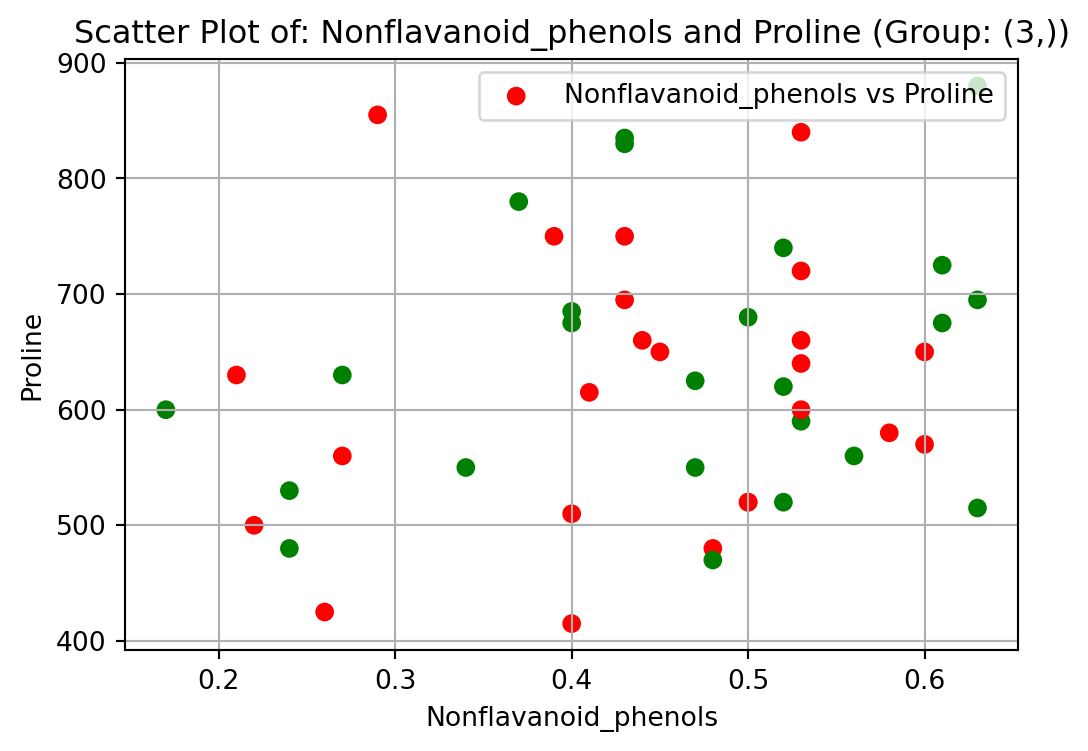 Scatter Plot of: Nonflavanoid_phenols and Proline (Group: (3,))
Nonflavanoid_phenols vs Proline
900
800
700
600
500
400
Proline
0.2 0.3 0.4 0.5 0.6
Nonflavanoid_phenols